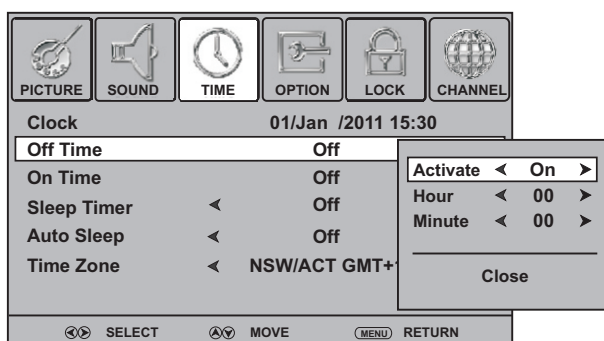 PICTURE SOUND TIME OPTION LOCK CHANNEL
Clock 01/Jan /2011 15:30
Off Time Off
On Time Off
Sleep Timer Off
Auto Sleep Off
Time Zone NSW/ACT GMT+
Activate On
Hour 00
Minute 00
Close
SELECT MOVE MENU RETURN